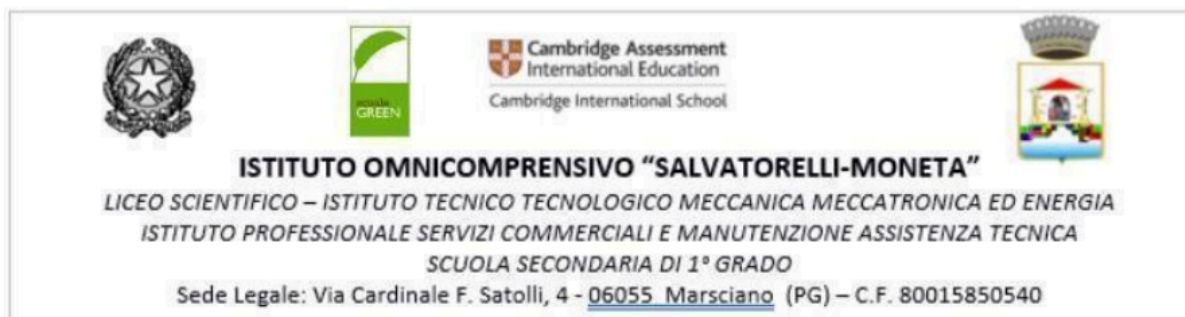 scuola
GREEN
Cambridge Assessment
International Education
Cambridge International School
ISTITUTO OMNICOMPRENSIVO “SALVATORELLI-MONETA”
LICEO SCIENTIFICO – ISTITUTO TECNICO TECNOLOGICO MECCANICA MECCATRONICA ED ENERGIA
ISTITUTO PROFESSIONALE SERVIZI COMMERCIALI E MANUTENZIONE ASSISTENZA TECNICA
SCUOLA SECONDARIA DI 1° GRADO
Sede Legale: Via Cardinale F. Satolli, 4 - 06055 Marsciano (PG) – C.F. 80015850540